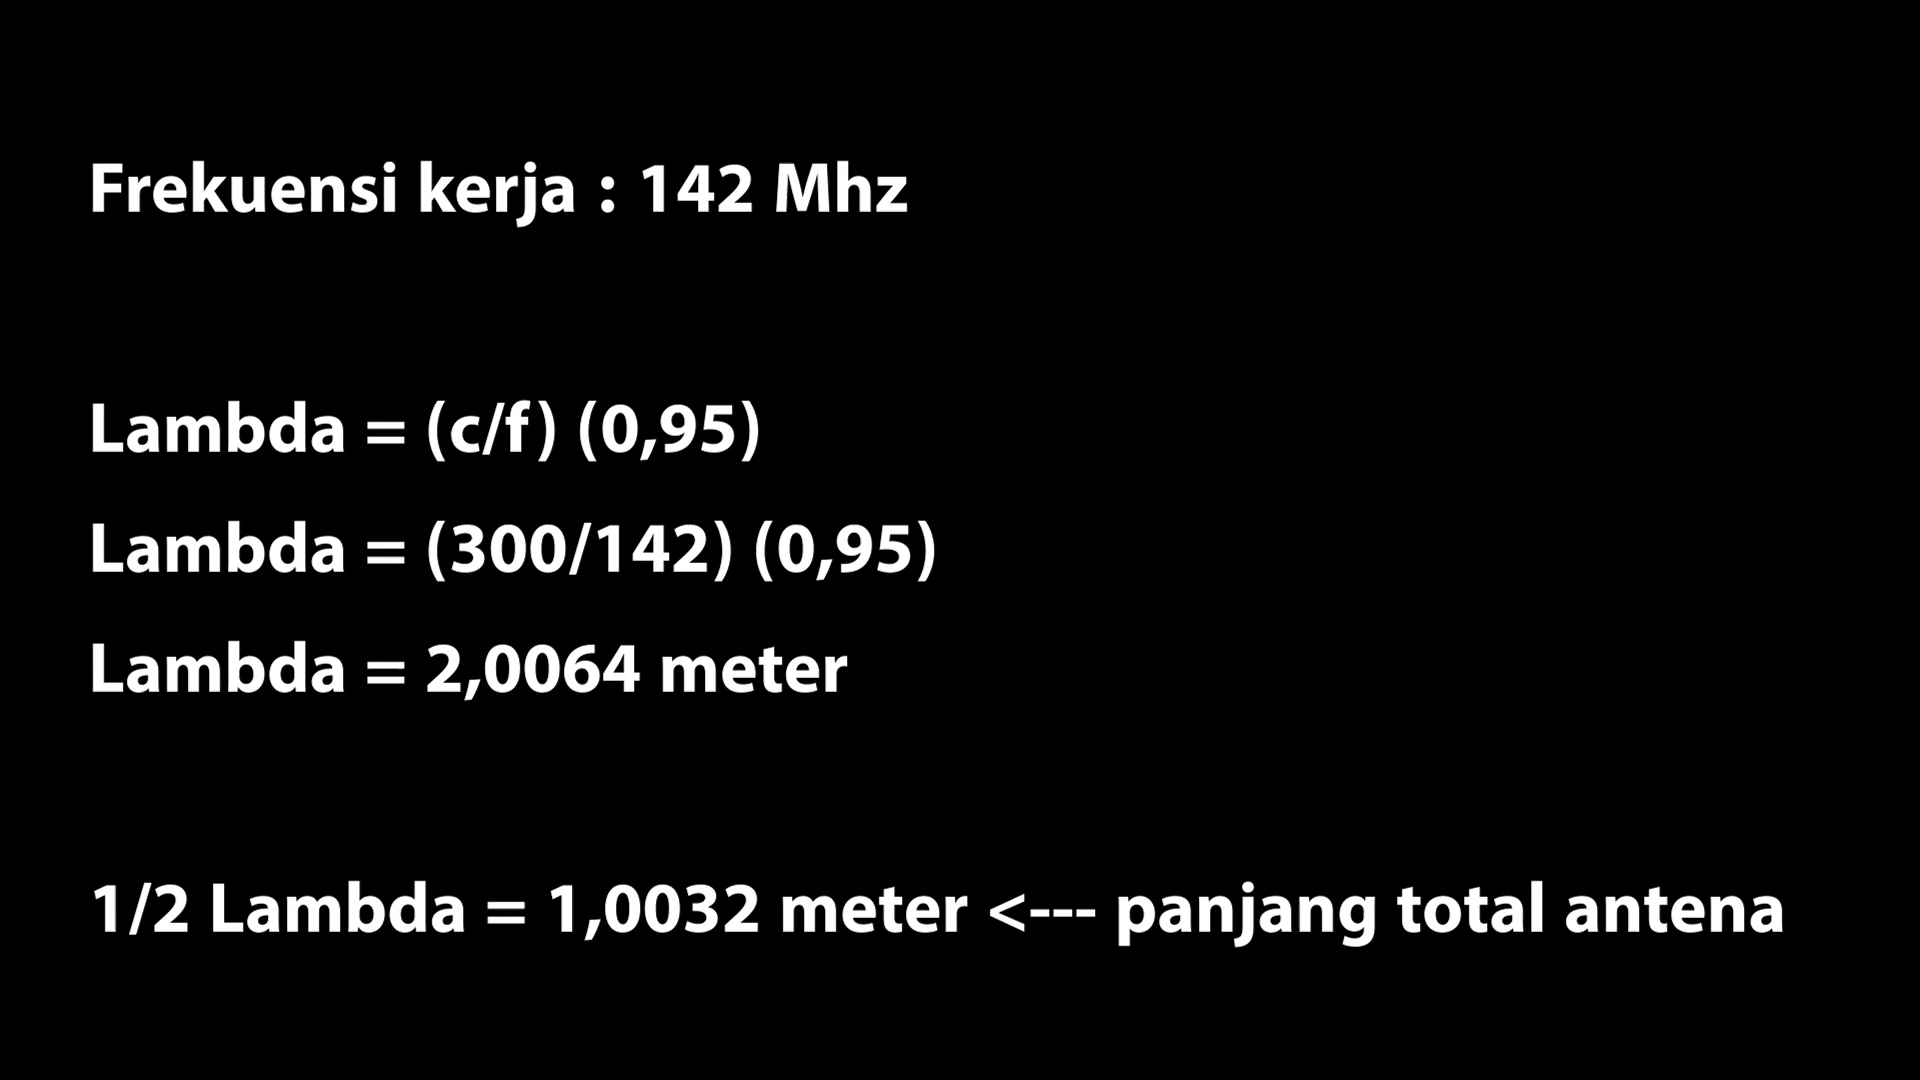 Frekuensi kerja : 142 Mhz
Lambda = (c/f) (0,95)
Lambda = (300/142) (0,95)
Lambda = 2,0064 meter
1/2 Lambda = 1,0032 meter <--- panjang total antena